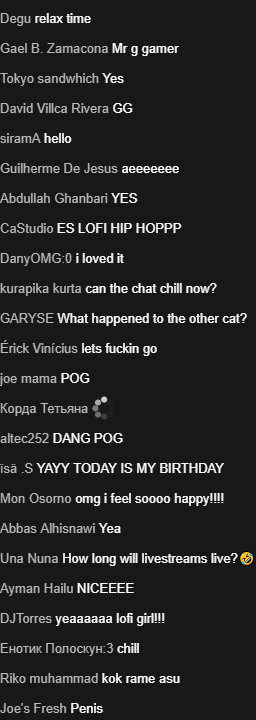 Degu relax time
Gael B. Zamacona Mr g gamer
Tokyo sandwhich Yes
David Villca Rivera GG
siramA hello
Guilherme De Jesus aeeeeeee
Abdullah Ghanbari YES
CaStudio ES LOFI HIP HOPPP
DanyOMG:0 i loved it
kurapika kurta can the chat chill now?
GARYSE What happened to the other cat?
Érick Vinícius lets fuckin go
joe mama POG
Корда Тетьяна
altec252 DANG POG
ïsä .S YAYY TODAY IS MY BIRTHDAY
Mon Osorno omg i feel soooo happy!!!!
Abbas Alhisnawi Yea
Una Nuna How long will livestreams live?🤣
Ayman Hailu NICEEEE
DJTorres yeaaaaaa lofi girl!!!
Енотик Полоскун:3 chill
Riko muhammad kok rame asu
Joe's Fresh Penis